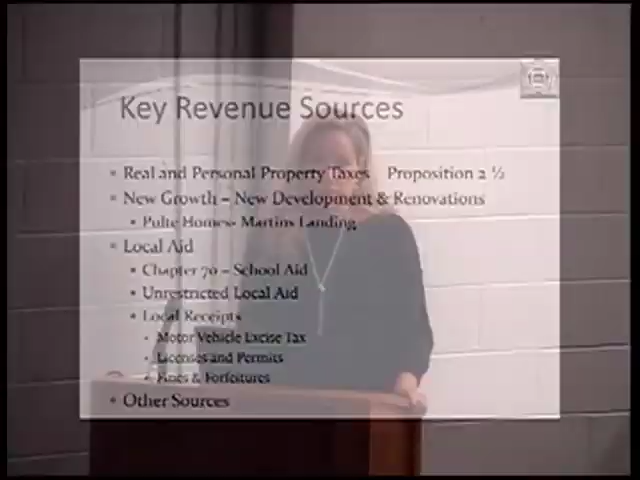 Key Revenue Sources
Real and Personal Property Taxes Proposition 2 ½
New Growth – New Development & Renovations
Pulte Homes- Martins Landing
Local Aid
Chapter 70 – School Aid
Unrestricted Local Aid
Local Receipts
Motor Vehicle Excise Tax
Licenses and Permits
Fines & Forfeitures
Other Sources